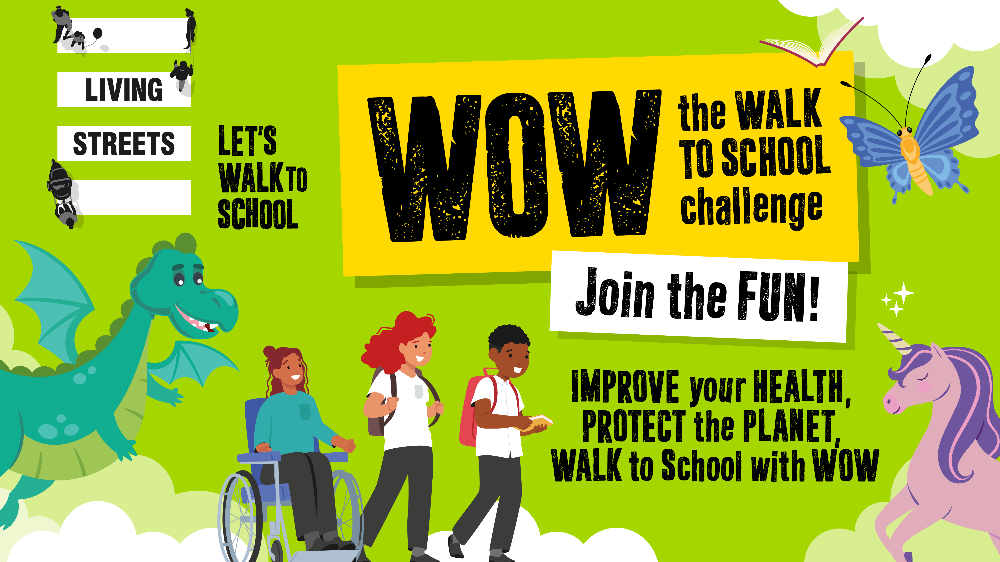 LIVING
STREETS
LET'S
WALK TO
SCHOOL
WOW
the WALK
TO SCHOOL
challenge
Join the FUN!
IMPROVE your HEALTH,
PROTECT the PLANET,
WALK to School with WOW